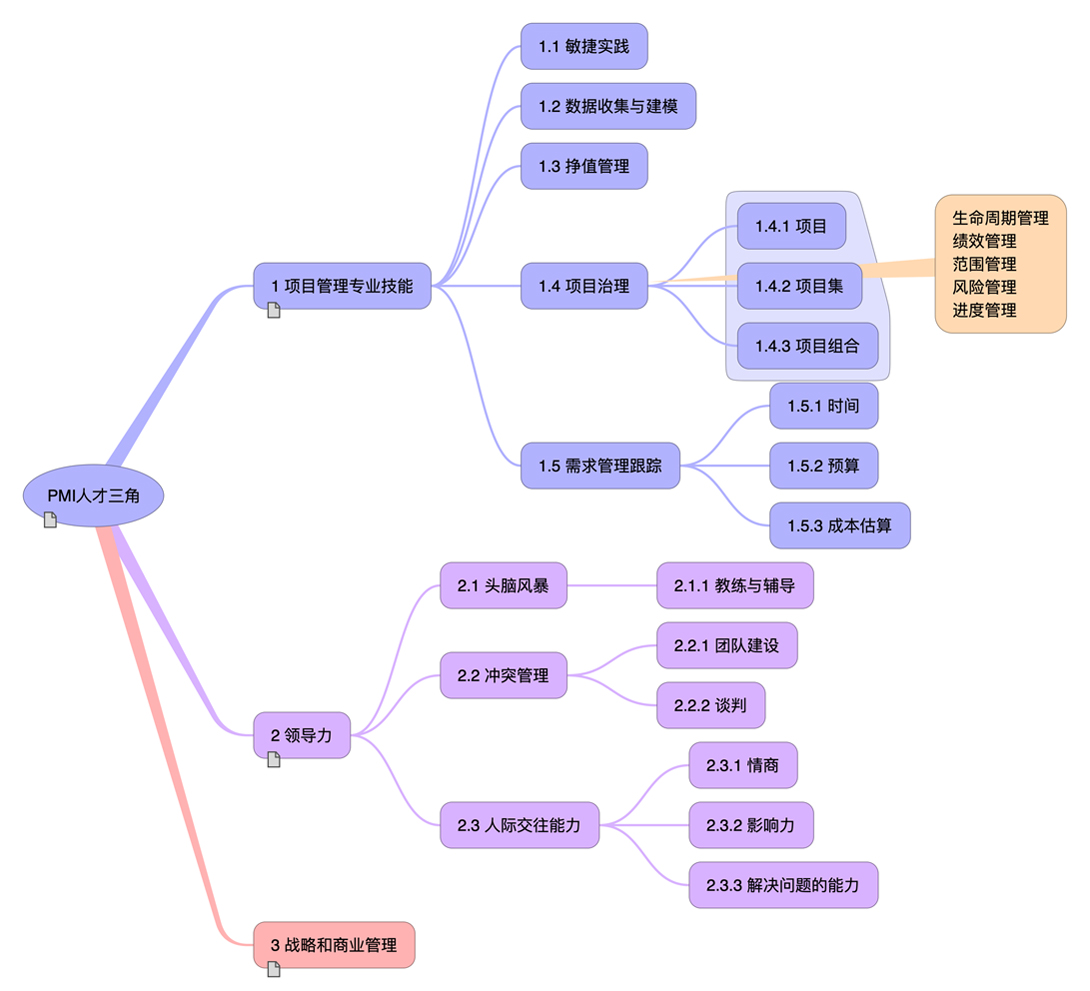 PMI人才三角
1 项目管理专业技能
1.1 敏捷实践
1.2 数据收集与建模
1.3 挣值管理
1.4 项目治理
1.4.1 项目
1.4.2 项目集
1.4.3 项目组合
生命周期管理
绩效管理
范围管理
风险管理
进度管理
1.5 需求管理跟踪
1.5.1 时间
1.5.2 预算
1.5.3 成本估算
2 领导力
2.1 头脑风暴
2.1.1 教练与辅导
2.2 冲突管理
2.2.1 团队建设
2.2.2 谈判
2.3 人际交往能力
2.3.1 情商
2.3.2 影响力
2.3.3 解决问题的能力
3 战略和商业管理